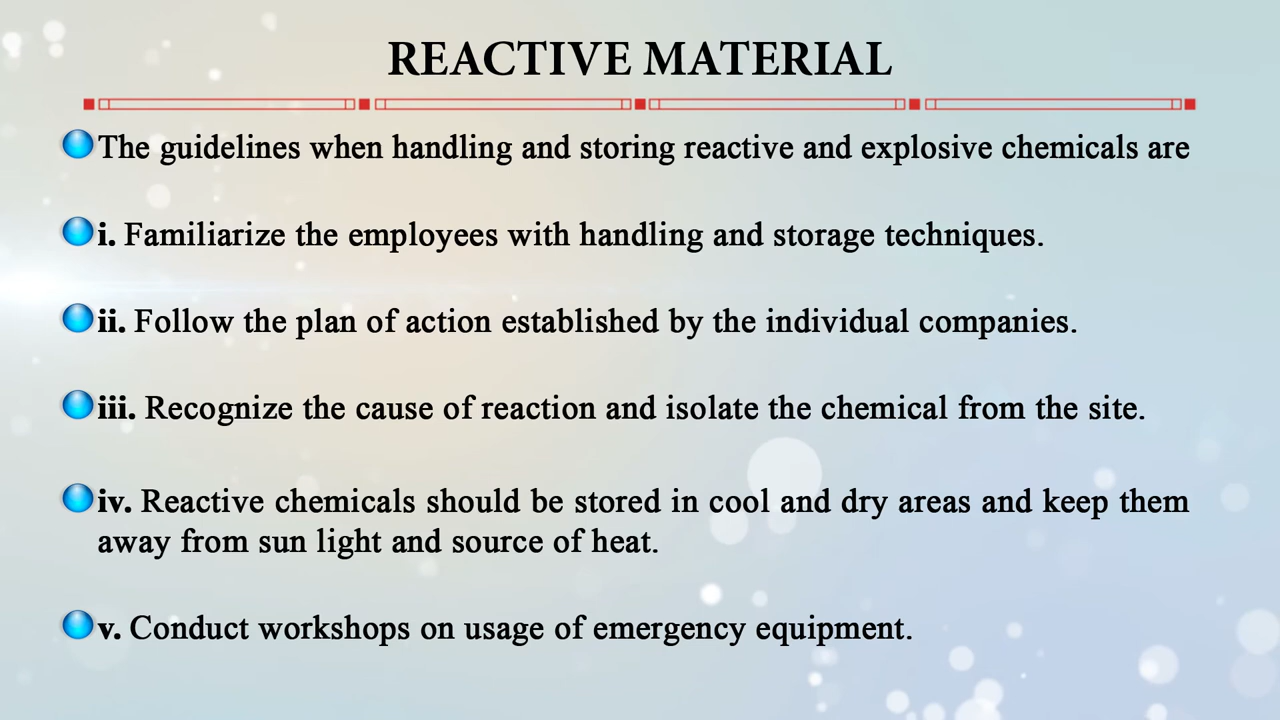 REACTIVE MATERIAL
The guidelines when handling and storing reactive and explosive chemicals are
i. Familiarize the employees with handling and storage techniques.
ii. Follow the plan of action established by the individual companies.
iii. Recognize the cause of reaction and isolate the chemical from the site.
iv. Reactive chemicals should be stored in cool and dry areas and keep them
away from sun light and source of heat.
v. Conduct workshops on usage of emergency equipment.